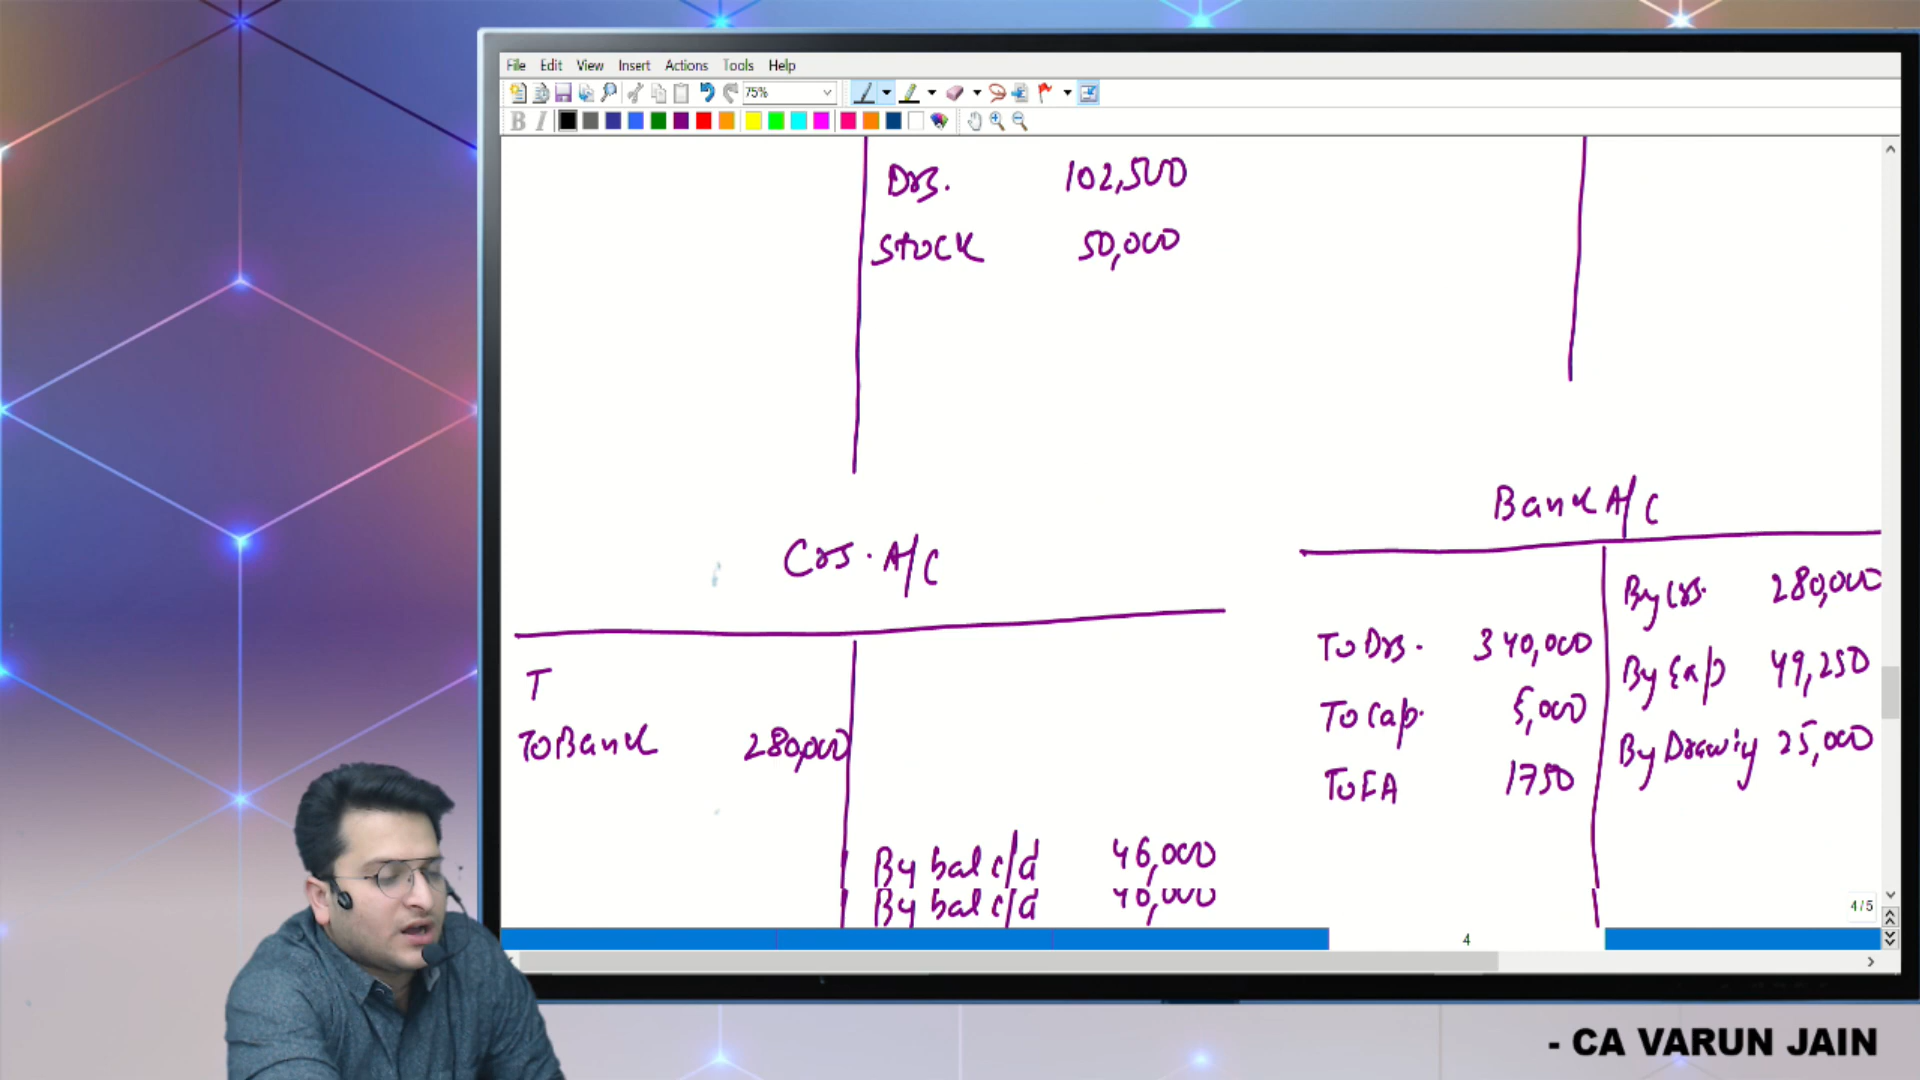 File Edit View Insert Actions Tools Help
75%
B I
Drs. 102,500
Stock 50,000
Bank A/C
Crs. A/C
By Crs. 280,000
To Drs. 340,000
By Exp 49,250
T
To Cap. 5,000
To Bank 280,000
By Drawing 25,000
To FA 1750
By bal c/d 46,000
By bal c/d 46,000
4/5
4
- CA VARUN JAIN